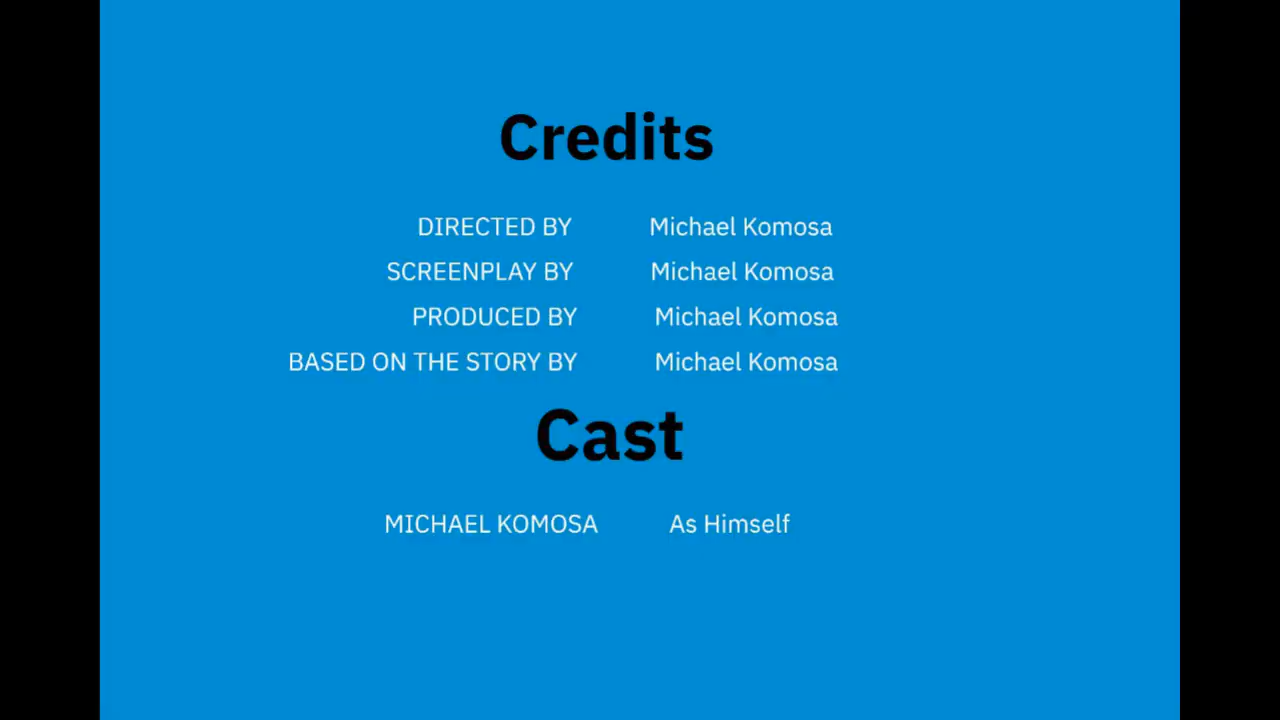 Credits
DIRECTED BY Michael Komosa
SCREENPLAY BY Michael Komosa
PRODUCED BY Michael Komosa
BASED ON THE STORY BY Michael Komosa
Cast
MICHAEL KOMOSA As Himself